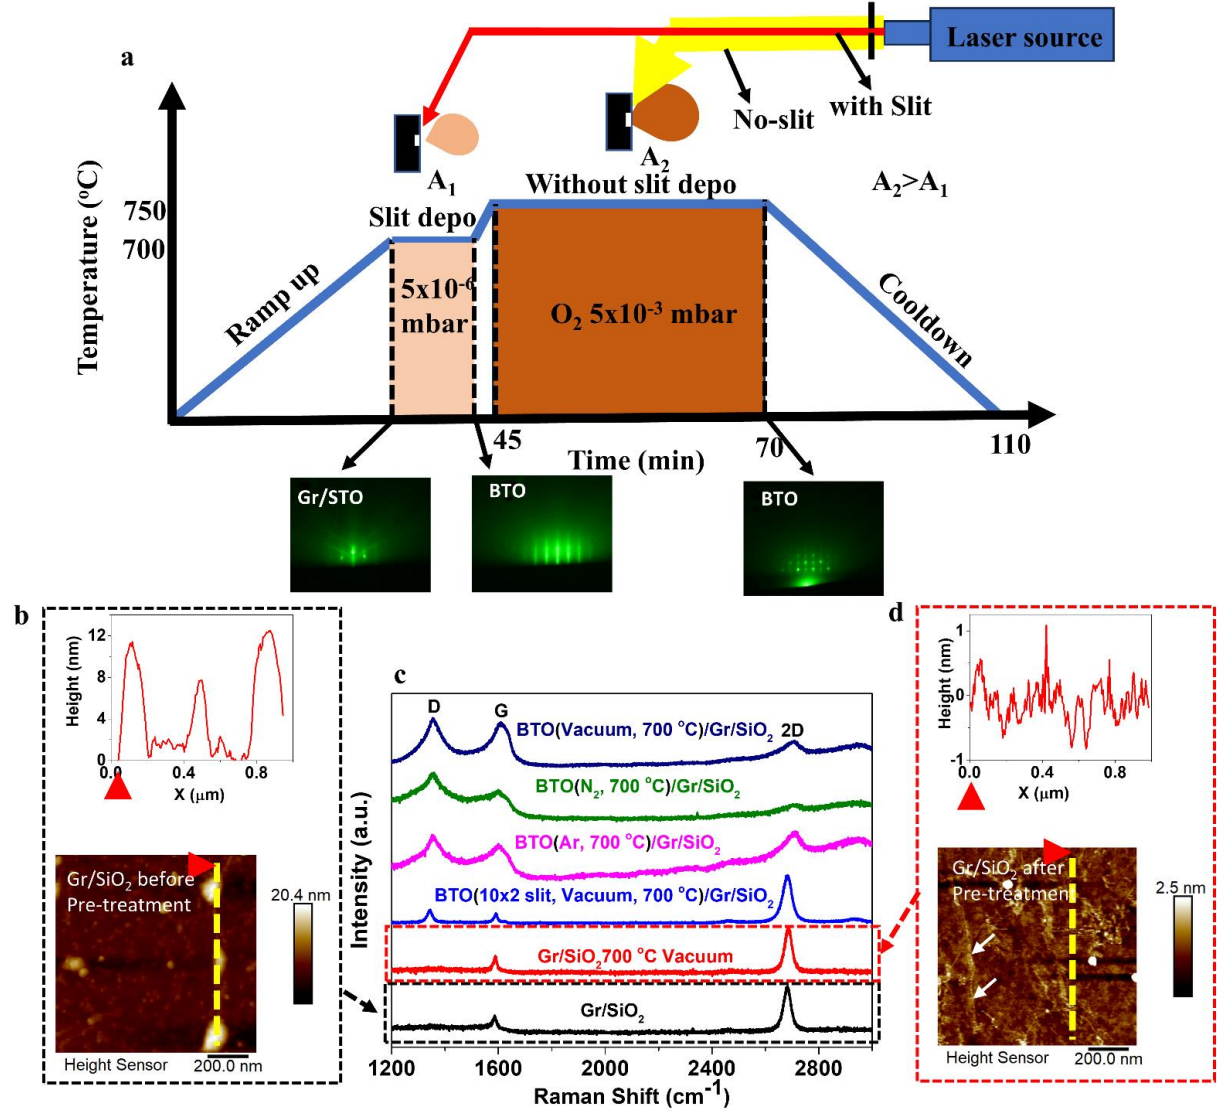 a
Laser source
No-slit
with Slit
A2
A1
A2>A1
Temperature (oC)
750
700
Slit depo
Without slit depo
Ramp up
5x10-6
mbar
O2 5x10-3 mbar
Cooldown
45
70
110
Time (min)
Gr/STO
BTO
BTO
b
Height (nm)
12
8
4
0
0.0
0.4
0.8
X (μm)
Gr/SiO2 before
Pre-treatment
20.4 nm
Height Sensor
200.0 nm
c
D
G
2D
BTO(Vacuum, 700 oC)/Gr/SiO2
BTO(N2, 700 oC)/Gr/SiO2
BTO(Ar, 700 oC)/Gr/SiO2
BTO(10x2 slit, Vacuum, 700 oC)/Gr/SiO2
Gr/SiO2 700 oC Vacuum
Gr/SiO2
Intensity (a.u.)
1200
1600
2000
2400
2800
Raman Shift (cm-1)
d
Height (nm)
1
0
-1
0.0
0.4
0.8
X (μm)
Gr/SiO2 after
Pre-treatment
2.5 nm
Height Sensor
200.0 nm